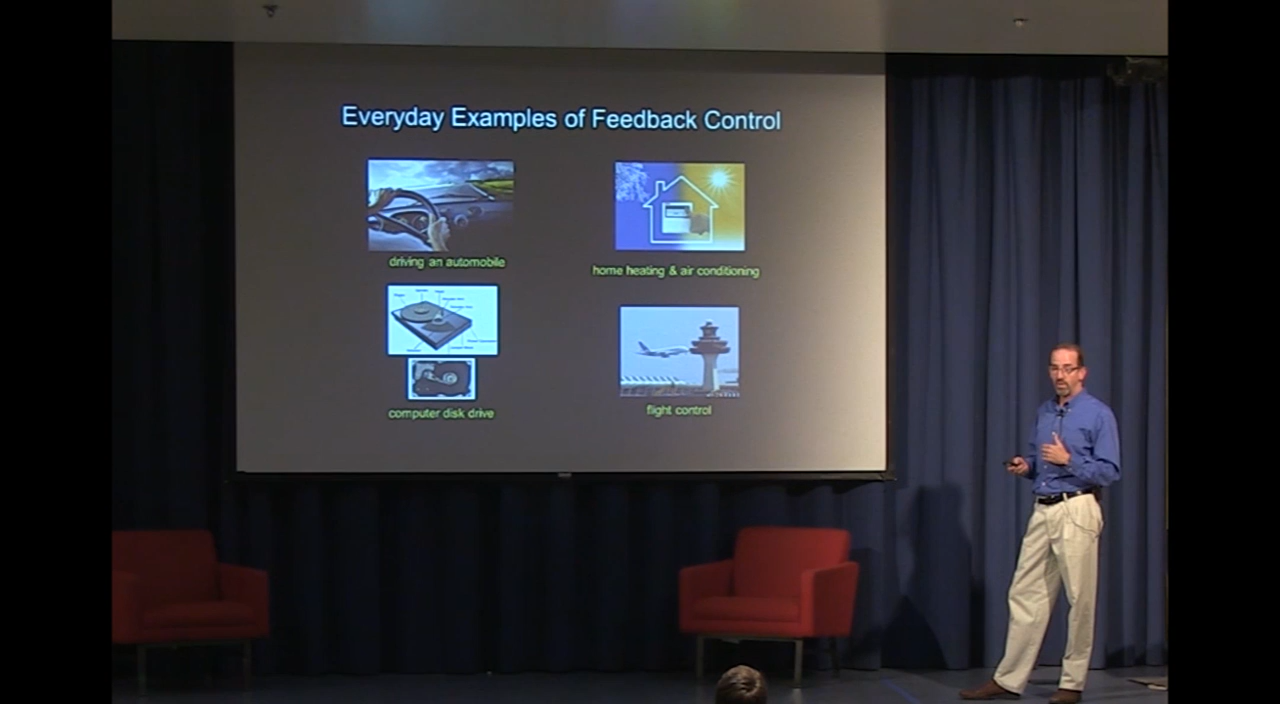 Everyday Examples of Feedback Control
driving an automobile
home heating & air conditioning
computer disk drive
flight control